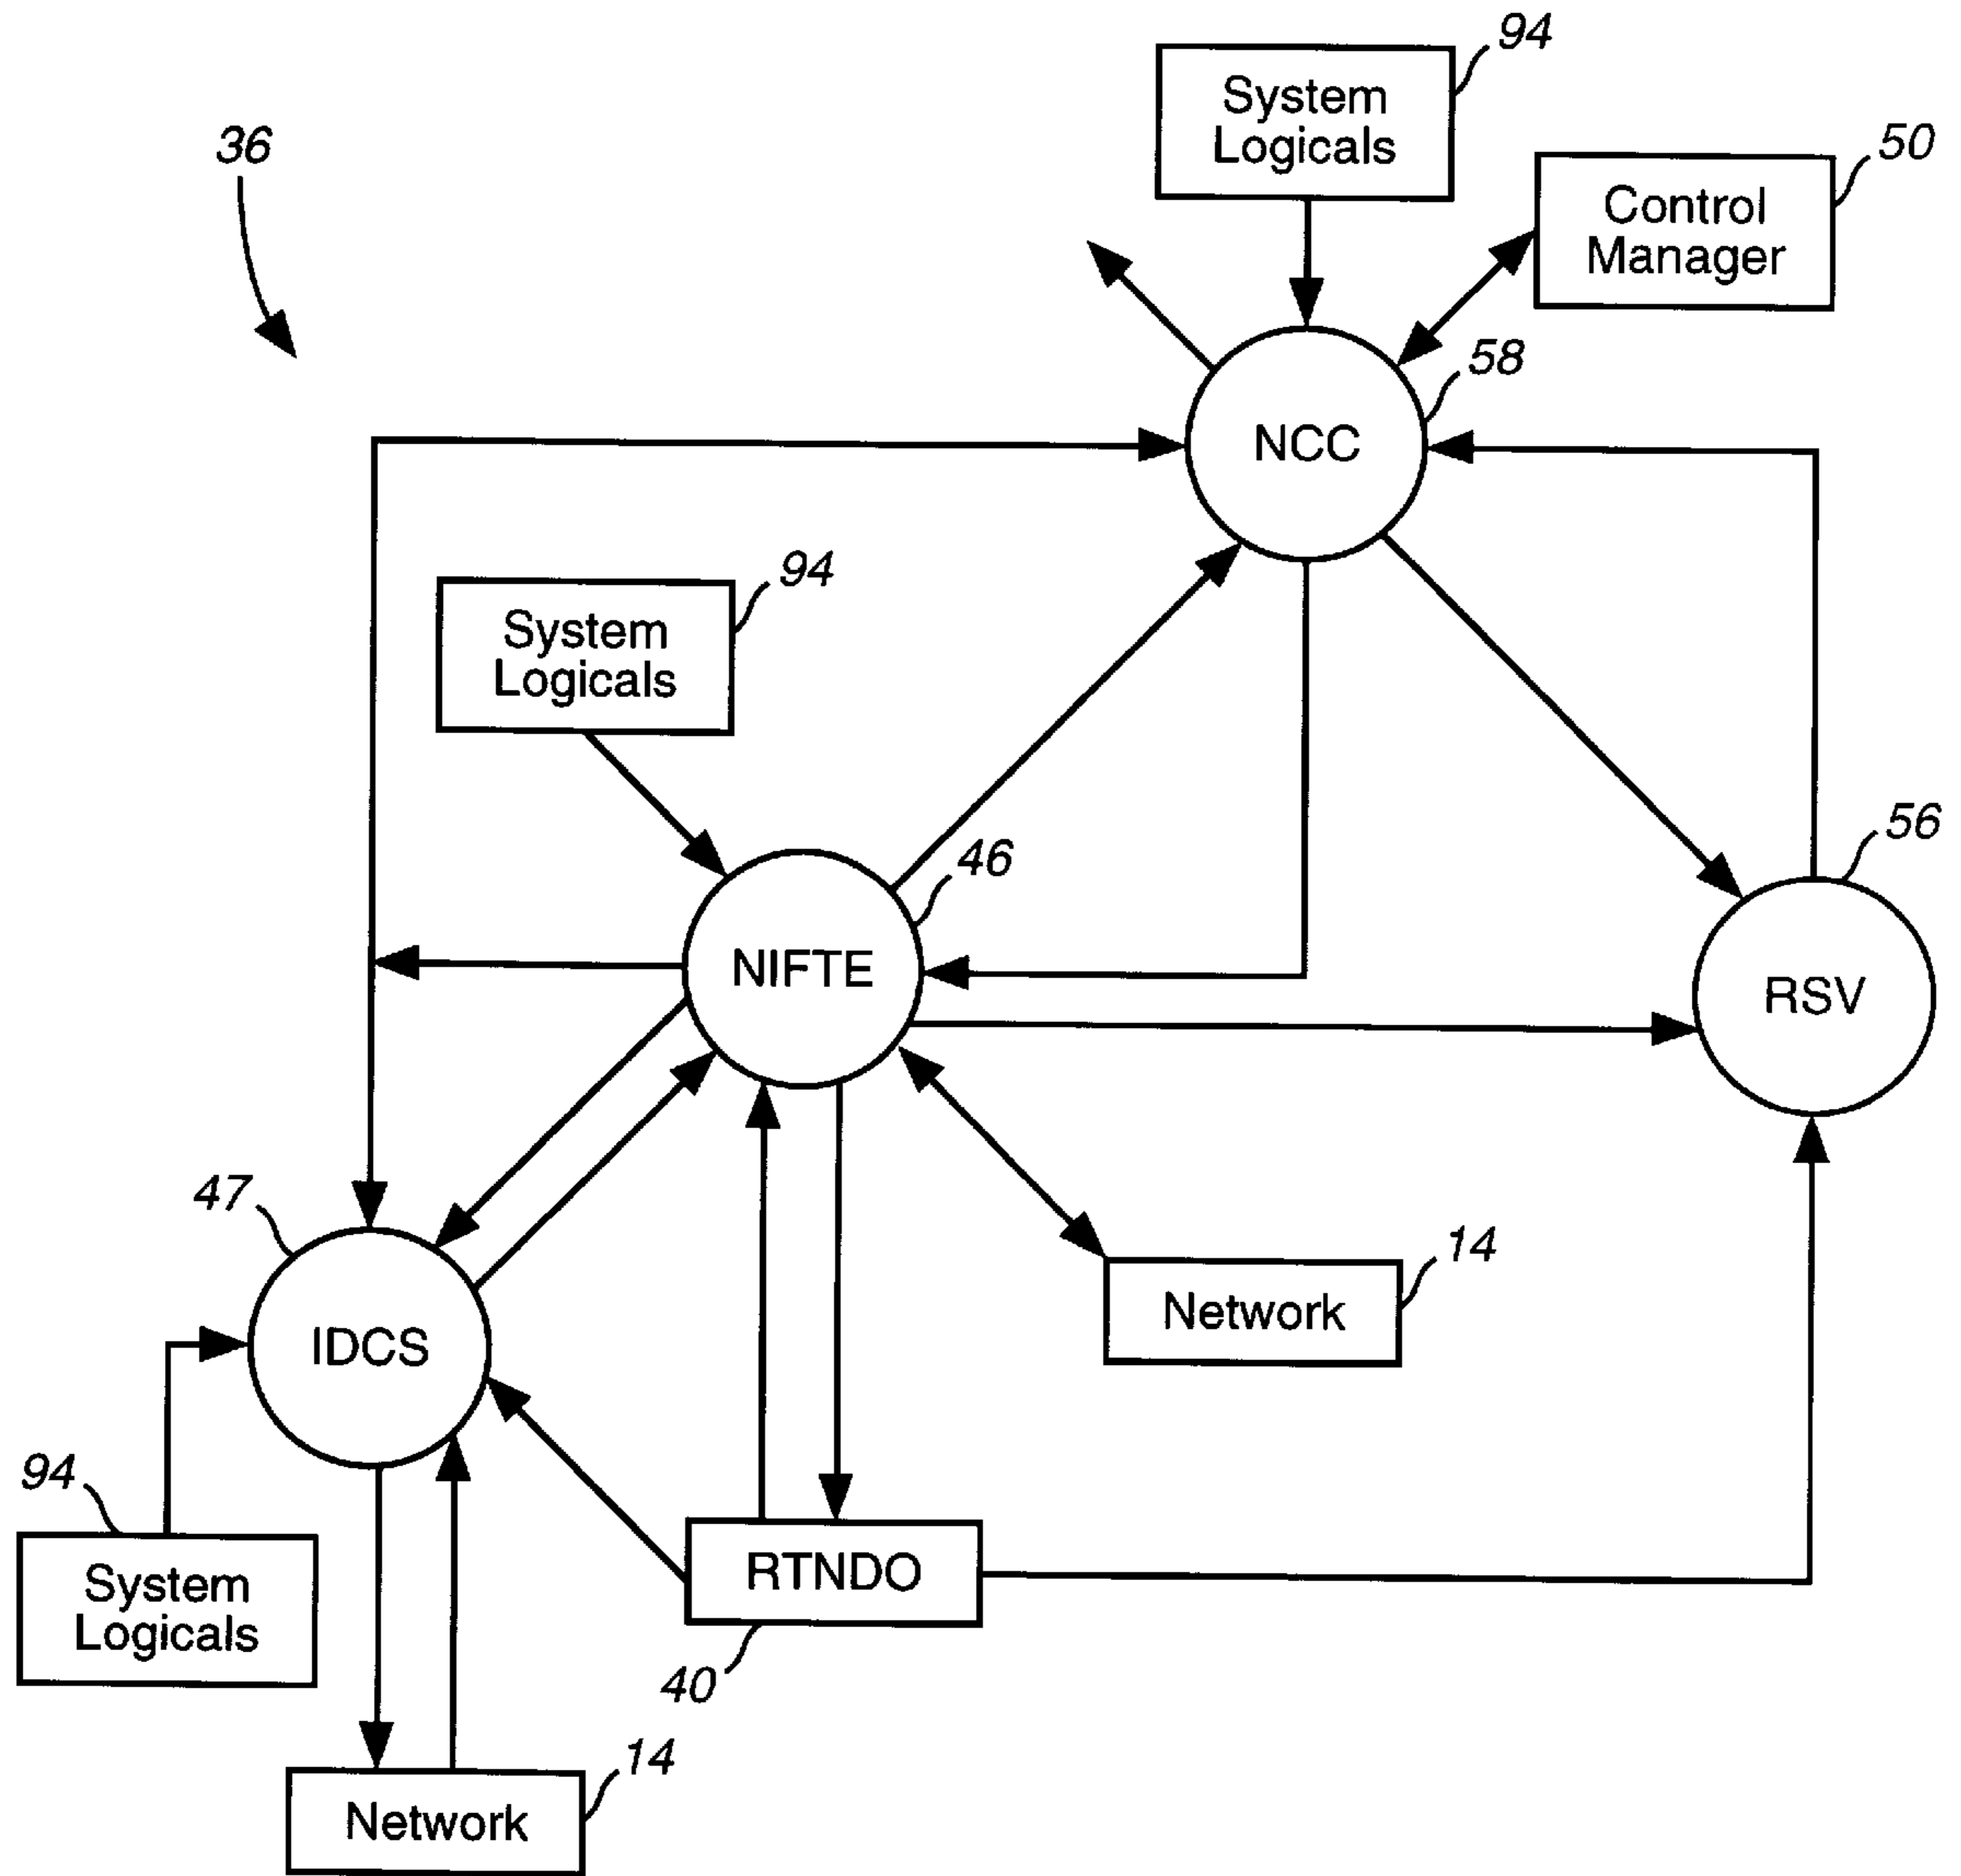 94
System
Logicals
50
Control
Manager
36
58
NCC
94
System
Logicals
56
46
NIFTE
RSV
47
14
Network
IDCS
94
System
Logicals
RTNDO
40
14
Network